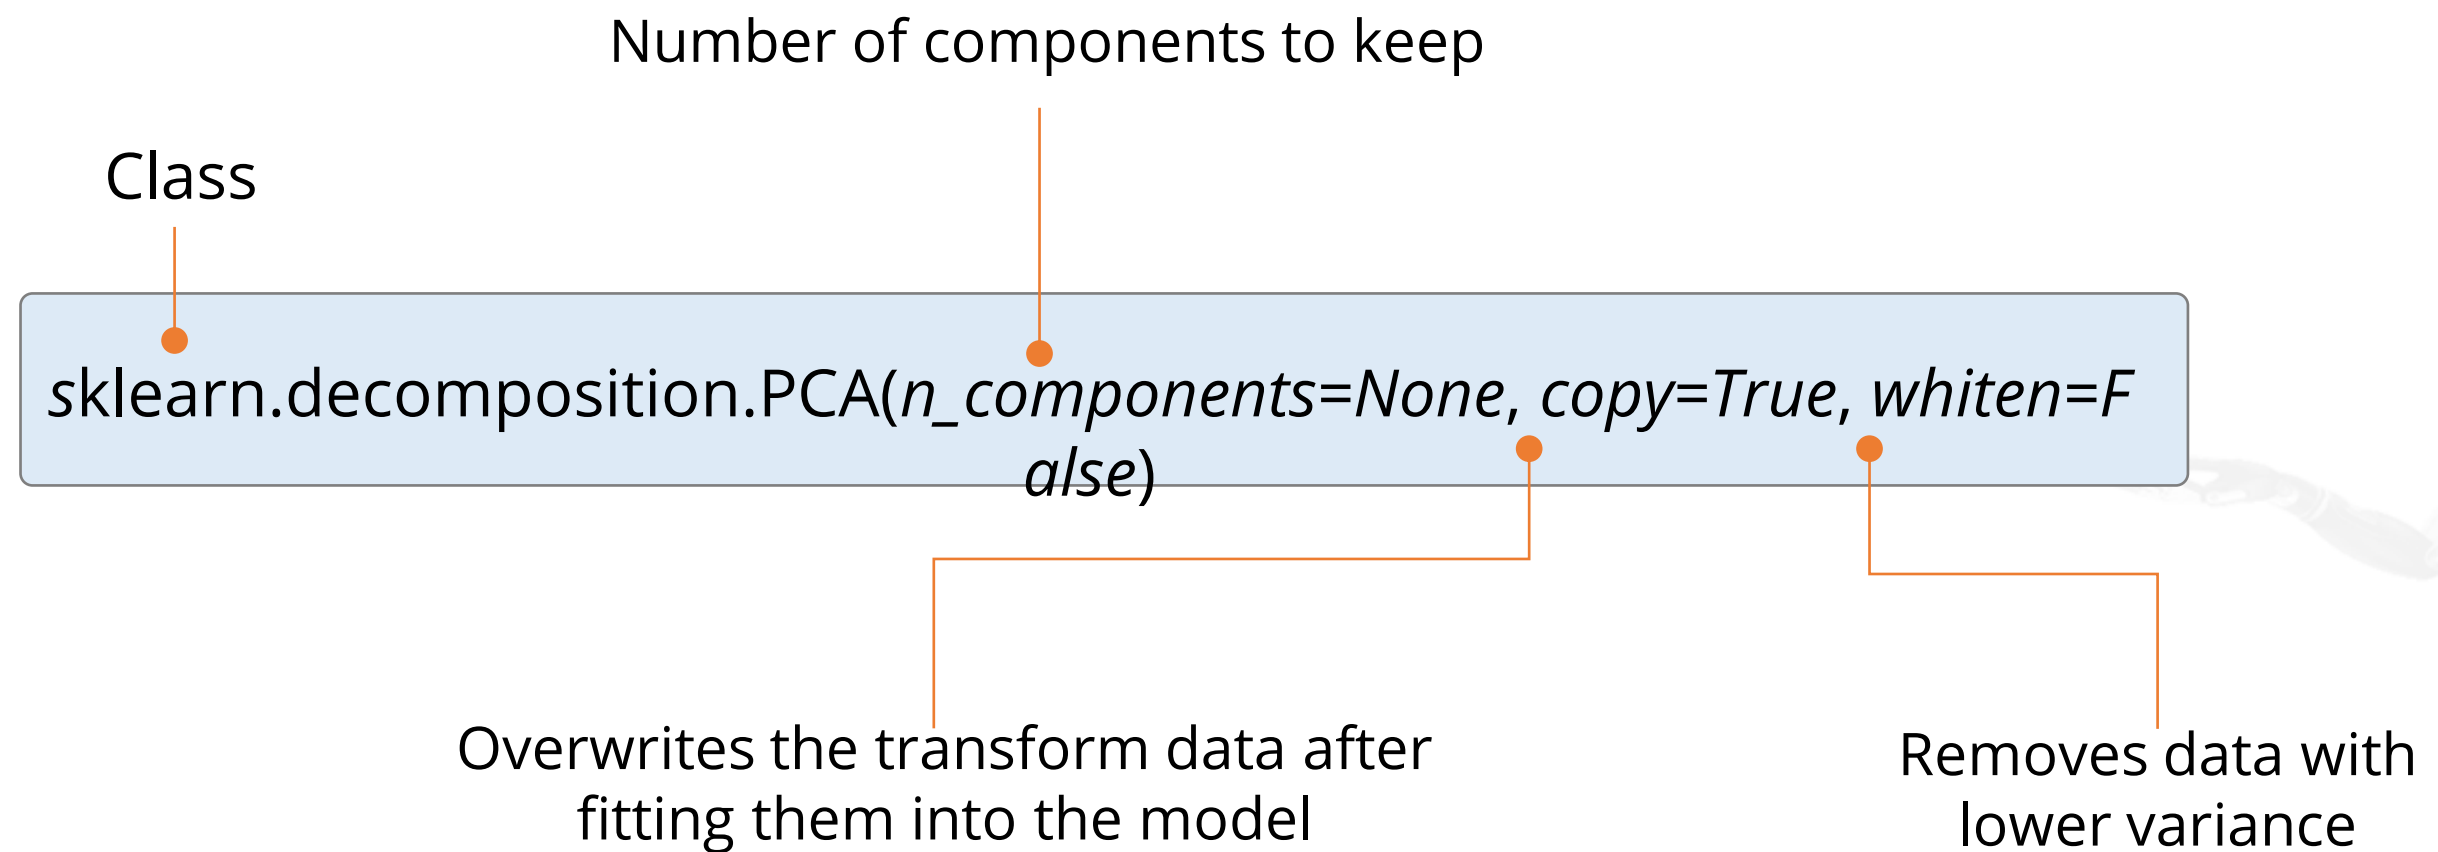 Number of components to keep
Class
sklearn.decomposition.PCA(n_components=None, copy=True, whiten=F
alse)
Overwrites the transform data after
fitting them into the model
Removes data with
lower variance